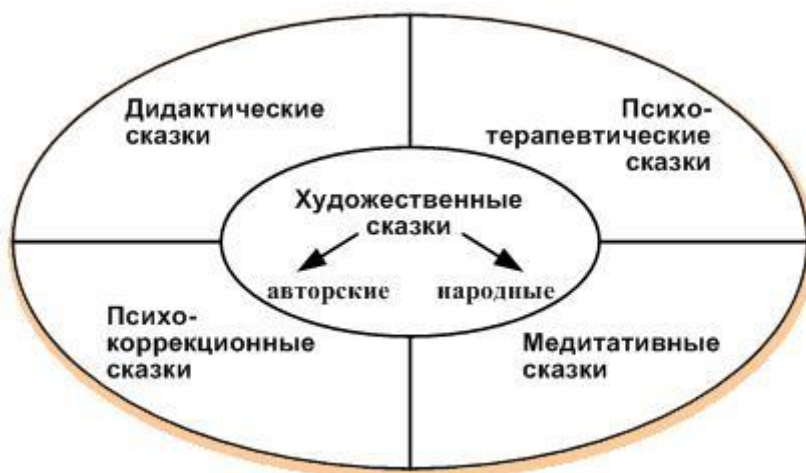 Дидактические
сказки
Психо-
терапевтические
сказки
Художественные
сказки
авторские народные
Психо-
коррекционные
сказки
Медитативные
сказки